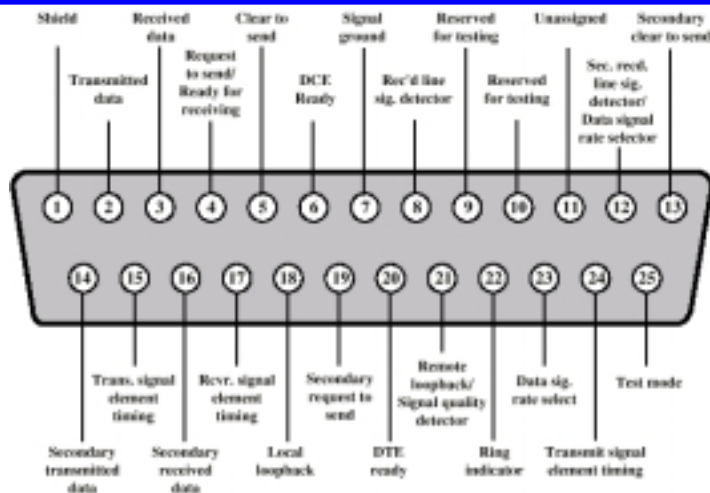 Shield
Received
data
Clear to
send
Signal
ground
Reserved
for testing
Unassigned
Secondary
clear to send
Transmitted
data
Request
to send/
Ready for
receiving
DCE
Ready
Rec'd line
sig. detector
Reserved
for testing
Sec. recd.
line sig.
detector/
Data signal
rate selector
1 2 3 4 5 6 7 8 9 10 11 12 13
14 15 16 17 18 19 20 21 22 23 24 25
Trans. signal
element
timing
Rcvr. signal
element
timing
Secondary
request to
send
Remote
loopback/
Signal quality
detector
Data sig.
rate select
Test mode
Secondary
transmitted
data
Secondary
received
data
Local
loopback
DTE
ready
Ring
indicator
Transmit signal
element timing